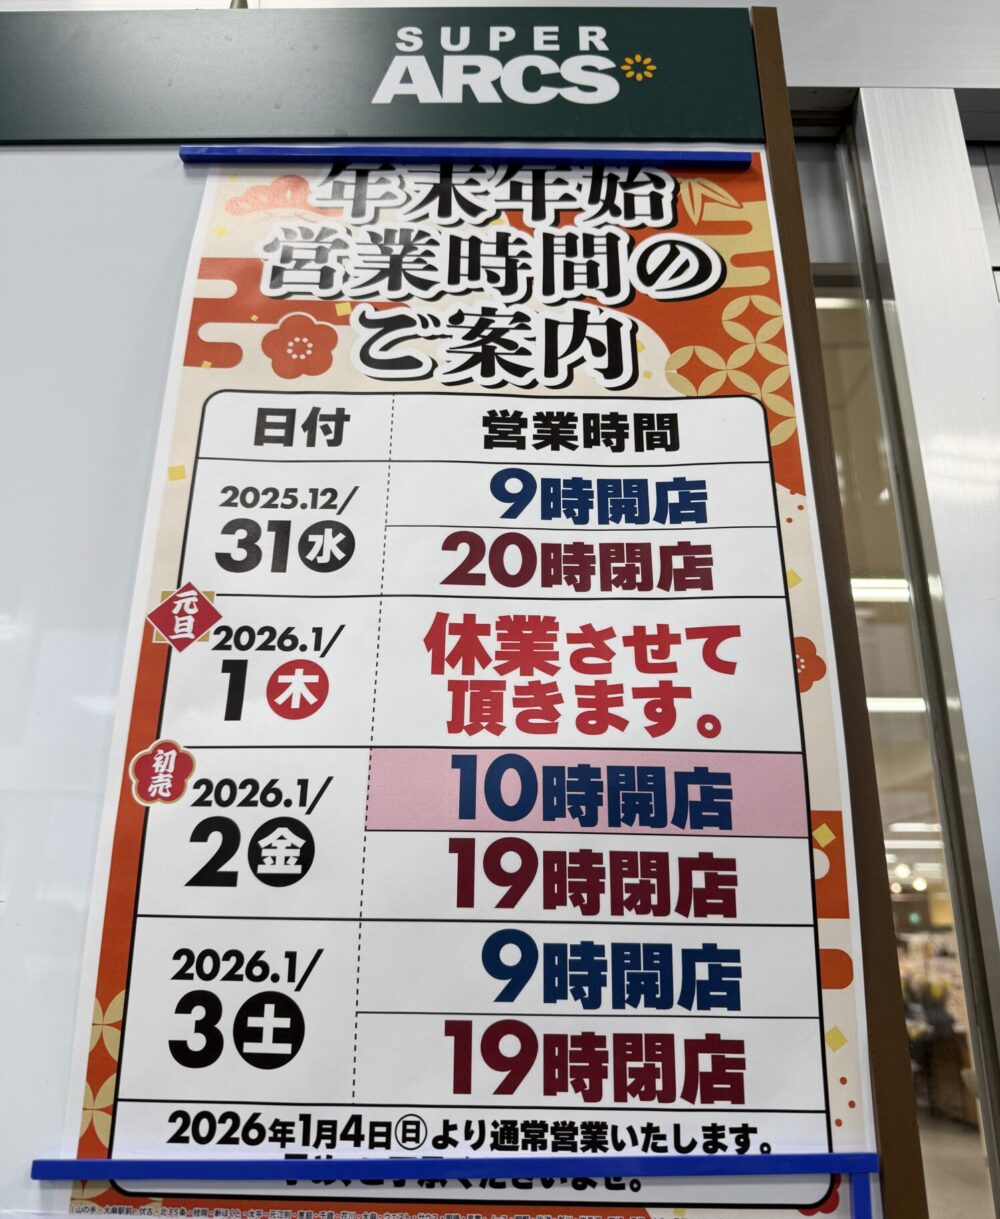 SUPER
ARCS
年末年始
営業時間の
ご案内
日付 営業時間
2025.12/
31水
9時開店
20時閉店
元旦
2026.1/
1木
休業させて
頂きます。
初売
2026.1/
2金
10時開店
19時閉店
2026.1/
3土
9時開店
19時閉店
2026年1月4日㊐より通常営業いたします。